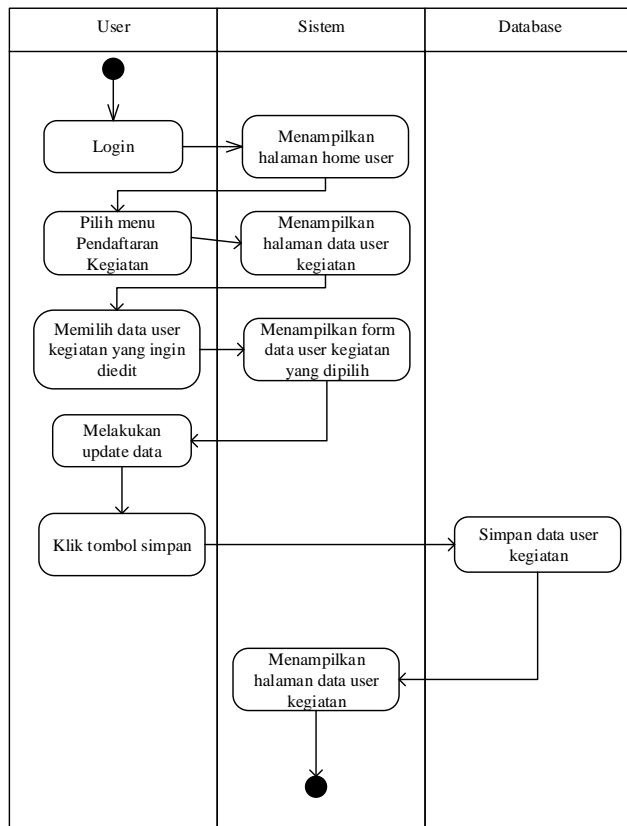 User
Sistem
Database
Login
Menampilkan
halaman home user
Pilih menu
Pendaftaran
Kegiatan
Menampilkan
halaman data user
kegiatan
Memilih data user
kegiatan yang ingin
diedit
Menampilkan form
data user kegiatan
yang dipilih
Melakukan
update data
Klik tombol simpan
Simpan data user
kegiatan
Menampilkan
halaman data user
kegiatan